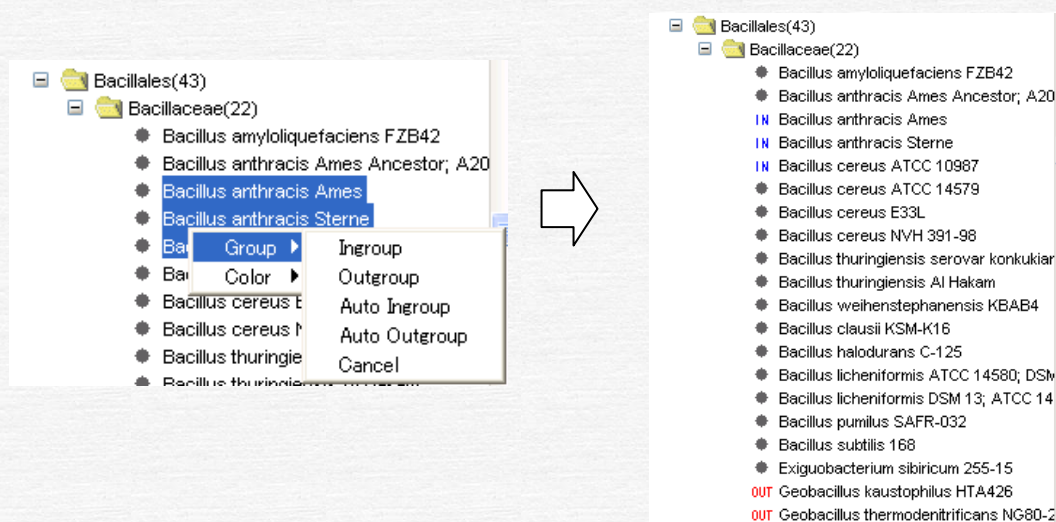 Bacillales(43)
Bacillaceae(22)
Bacillus amyloliquefaciens FZB42
Bacillus anthracis Ames Ancestor; A20
Bacillus anthracis Ames
Bacillus anthracis Sterne
Group
Ingroup
Color
Outgroup
Bacillus cereus
Auto Ingroup
Bacillus cereus
Auto Outgroup
Bacillus thuringie
Cancel
Bacillus
Bacillales(43)
Bacillaceae(22)
Bacillus amyloliquefaciens FZB42
Bacillus anthracis Ames Ancestor; A20
IN Bacillus anthracis Ames
IN Bacillus anthracis Sterne
IN Bacillus cereus ATCC 10987
Bacillus cereus ATCC 14579
Bacillus cereus E33L
Bacillus cereus NVH 391-98
Bacillus thuringiensis serovar konkukiar
Bacillus thuringiensis Al Hakam
Bacillus weihenstephanensis KBAB4
Bacillus clausii KSM-K16
Bacillus halodurans C-125
Bacillus licheniformis ATCC 14580; DSM
Bacillus licheniformis DSM 13; ATCC 14
Bacillus pumilus SAFR-032
Bacillus subtilis 168
Exiguobacterium sibiricum 255-15
OUT Geobacillus kaustophilus HTA426
OUT Geobacillus thermodenitrificans NG80-2